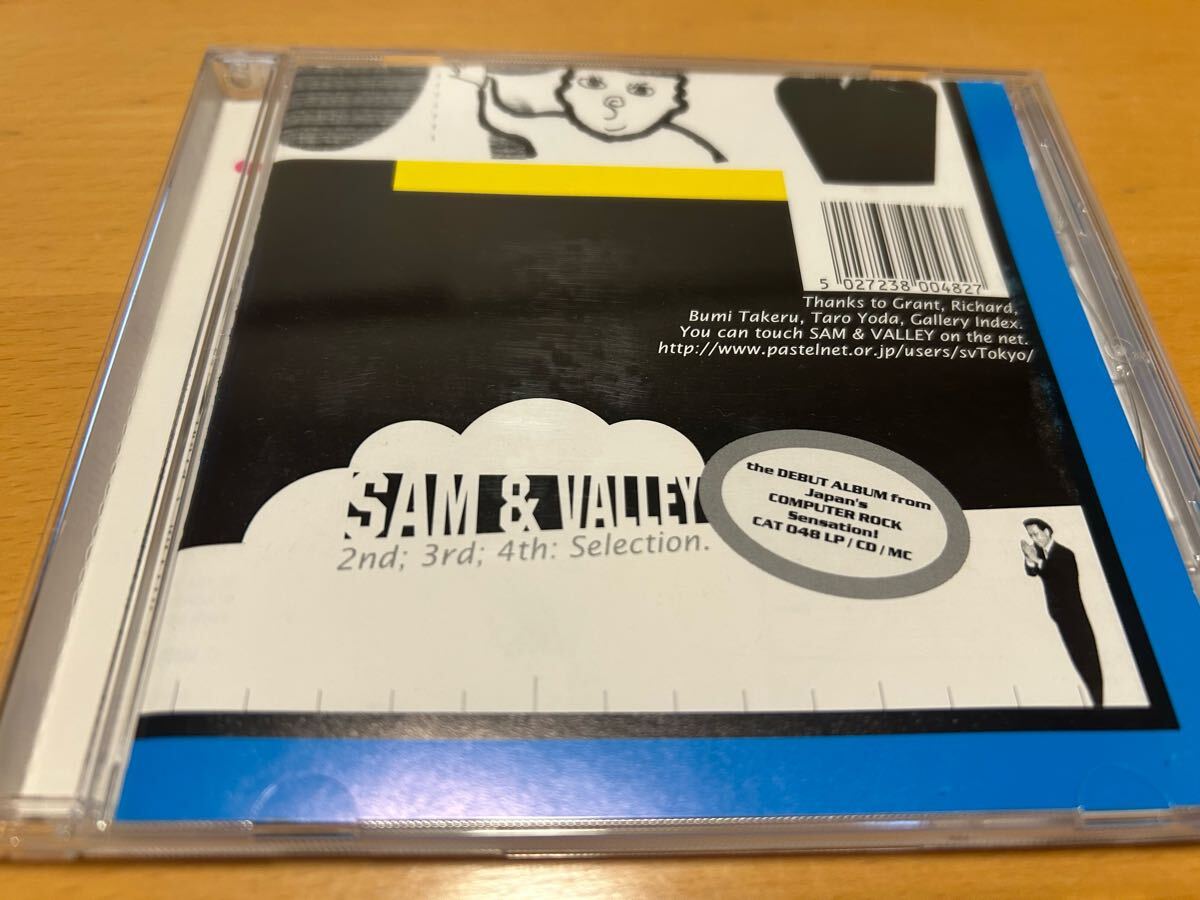 5 027238 004827
Thanks to Grant, Richard,
Bumi Takeru, Taro Yoda, Gallery Index.
You can touch SAM & VALLEY on the net.
http://www.pastelnet.or.jp/users/svTokyo/
SAM & VALLEY
2nd; 3rd; 4th: Selection.
the DEBUT ALBUM from
Japan's
COMPUTER ROCK
Sensation!
CAT 048 LP / CD / MC